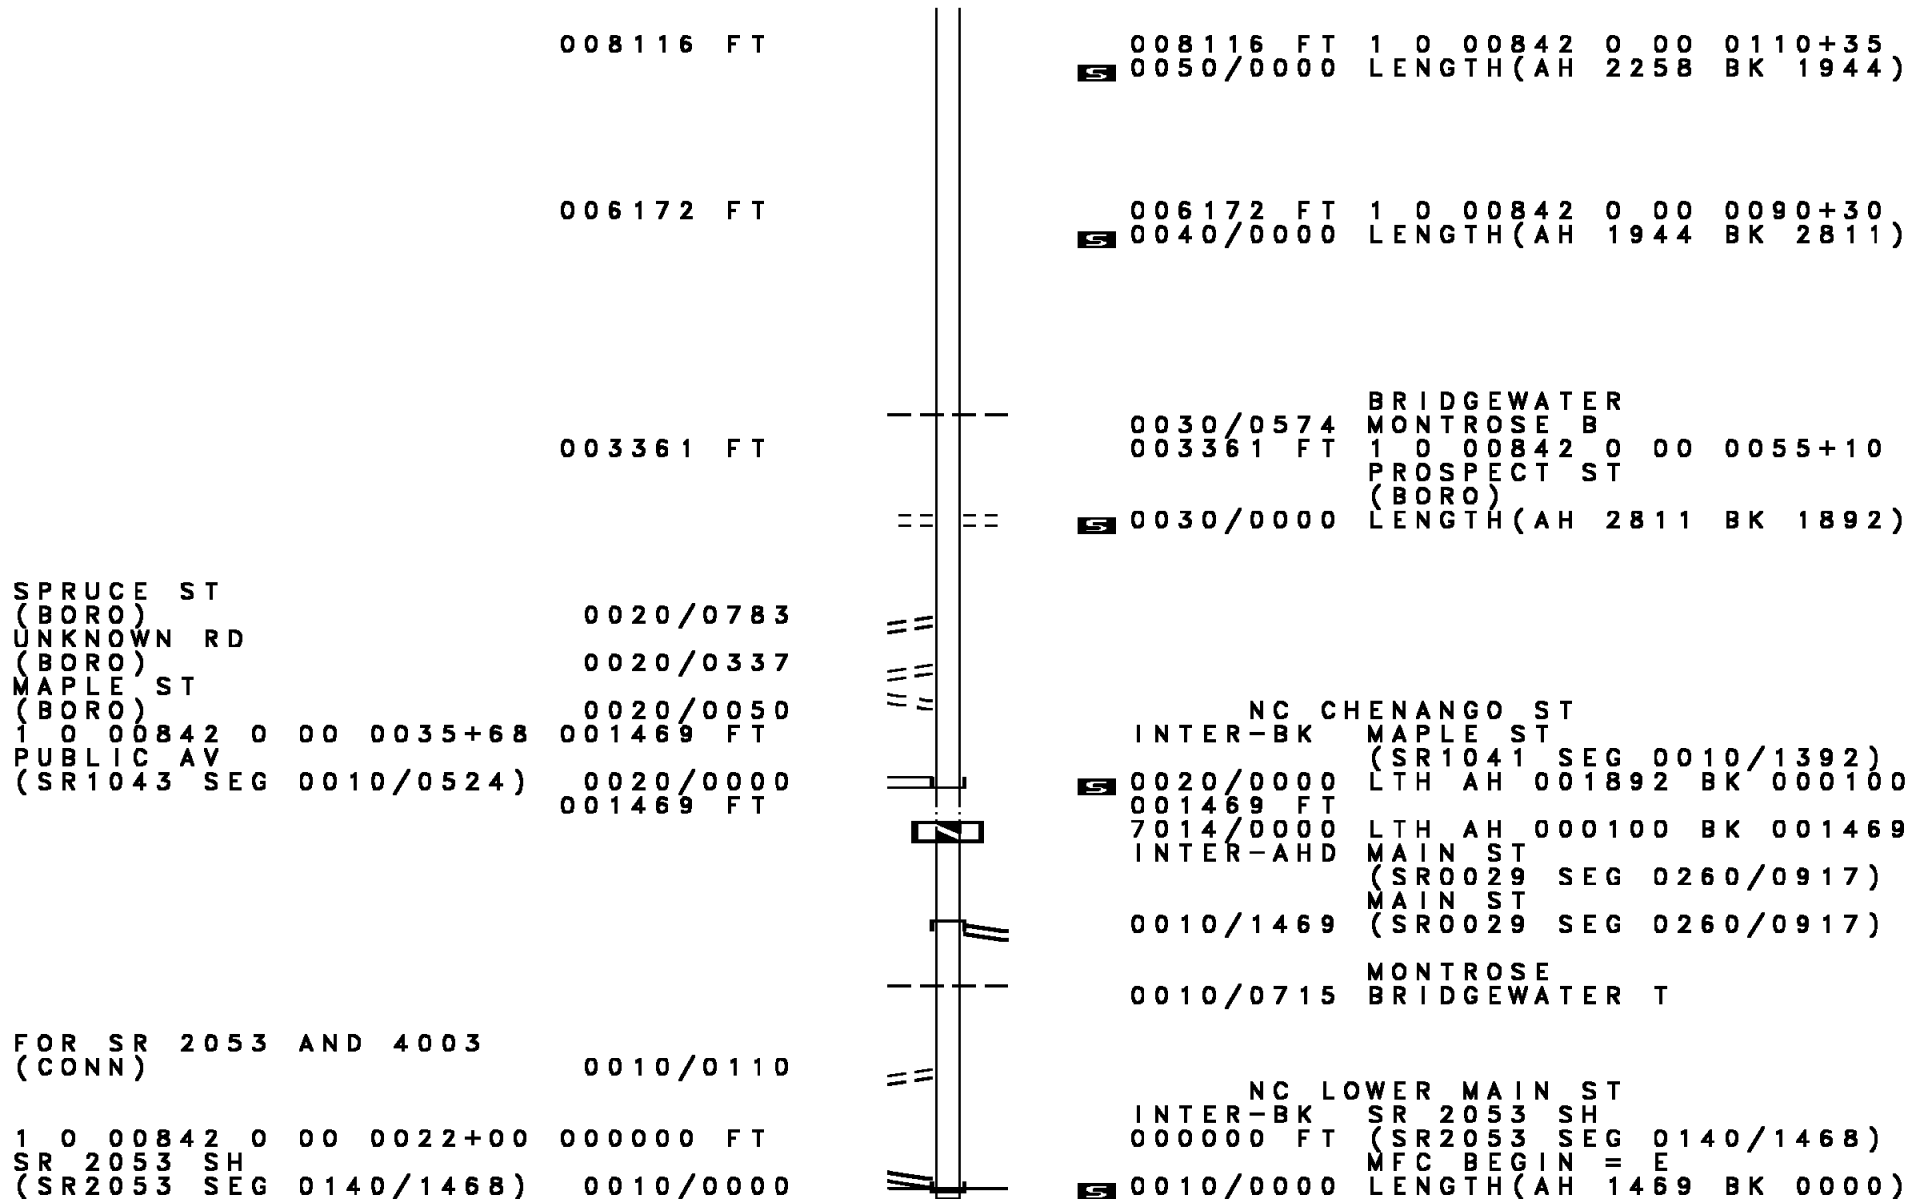 008116 FT 008116 FT 1 0 00842 0 00 0110+35
S 0050/0000 LENGTH(AH 2258 BK 1944)
006172 FT 006172 FT 1 0 00842 0 00 0090+30
S 0040/0000 LENGTH(AH 1944 BK 2811)
BRIDGEWATER
0030/0574 MONTROSE B
003361 FT 003361 FT 1 0 00842 0 00 0055+10
PROSPECT ST
(BORO)
S 0030/0000 LENGTH(AH 2811 BK 1892)
SPRUCE ST
(BORO) 0020/0783
UNKNOWN RD
(BORO) 0020/0337
MAPLE ST
(BORO) 0020/0050 NC CHENANGO ST
1 0 00842 0 00 0035+68 001469 FT INTER-BK MAPLE ST
PUBLIC AV (SR1041 SEG 0010/1392)
(SR1043 SEG 0010/0524) 0020/0000 S 0020/0000 LTH AH 001892 BK 000100
001469 FT 001469 FT
7014/0000 LTH AH 000100 BK 001469
INTER-AHD MAIN ST
(SR0029 SEG 0260/0917)
MAIN ST
0010/1469 (SR0029 SEG 0260/0917)
MONTROSE
0010/0715 BRIDGEWATER T
FOR SR 2053 AND 4003
(CONN) 0010/0110
NC LOWER MAIN ST
INTER-BK SR 2053 SH
1 0 00842 0 00 0022+00 000000 FT 000000 FT (SR2053 SEG 0140/1468)
SR 2053 SH MFC BEGIN = E
(SR2053 SEG 0140/1468) 0010/0000 S 0010/0000 LENGTH(AH 1469 BK 0000)